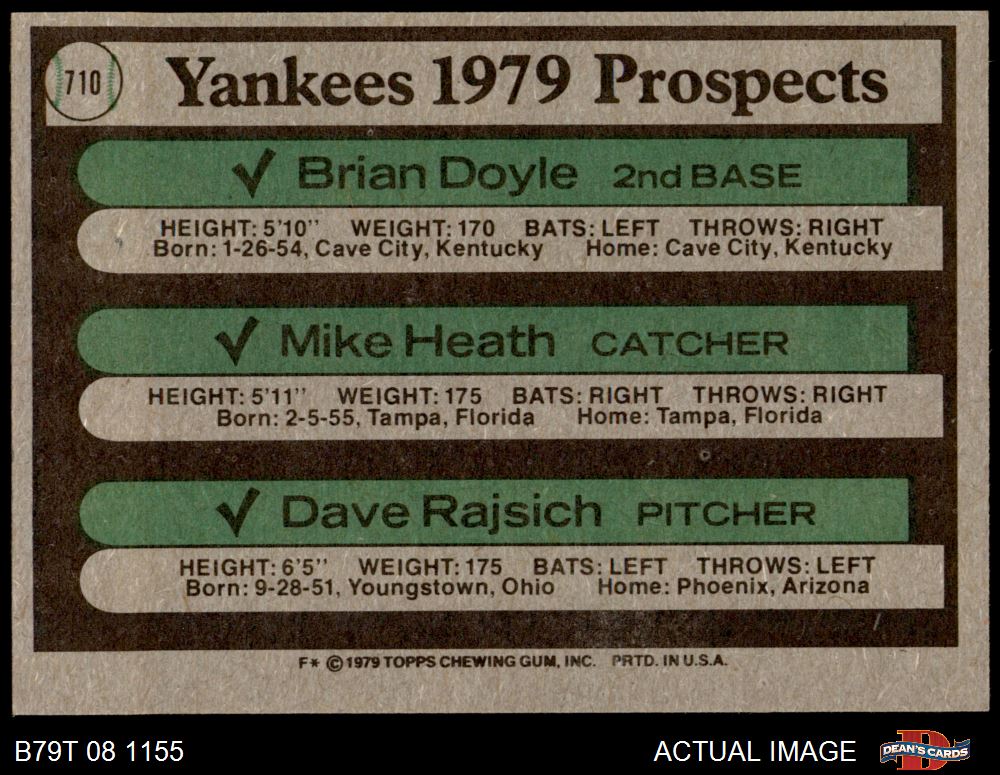 710
Yankees 1979 Prospects
✓ Brian Doyle 2nd BASE
HEIGHT: 5'10" WEIGHT: 170 BATS: LEFT THROWS: RIGHT
Born: 1-26-54, Cave City, Kentucky Home: Cave City, Kentucky
✓ Mike Heath CATCHER
HEIGHT: 5'11" WEIGHT: 175 BATS: RIGHT THROWS: RIGHT
Born: 2-5-55, Tampa, Florida Home: Tampa, Florida
✓ Dave Rajsich PITCHER
HEIGHT: 6'5" WEIGHT: 175 BATS: LEFT THROWS: LEFT
Born: 9-28-51, Youngstown, Ohio Home: Phoenix, Arizona
F* © 1979 TOPPS CHEWING GUM, INC. PRTD. IN U.S.A.
B79T 08 1155 ACTUAL IMAGE D DEAN'S CARDS